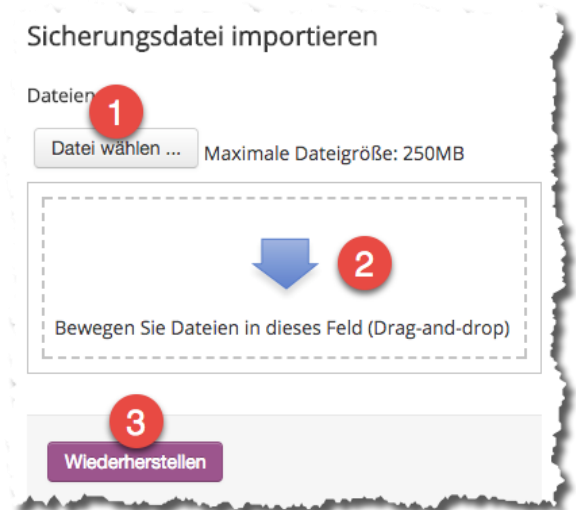 Sicherungsdatei importieren
Dateien
1
Datei wählen ... Maximale Dateigröße: 250MB
2
Bewegen Sie Dateien in dieses Feld (Drag-and-drop)
3
Wiederherstellen